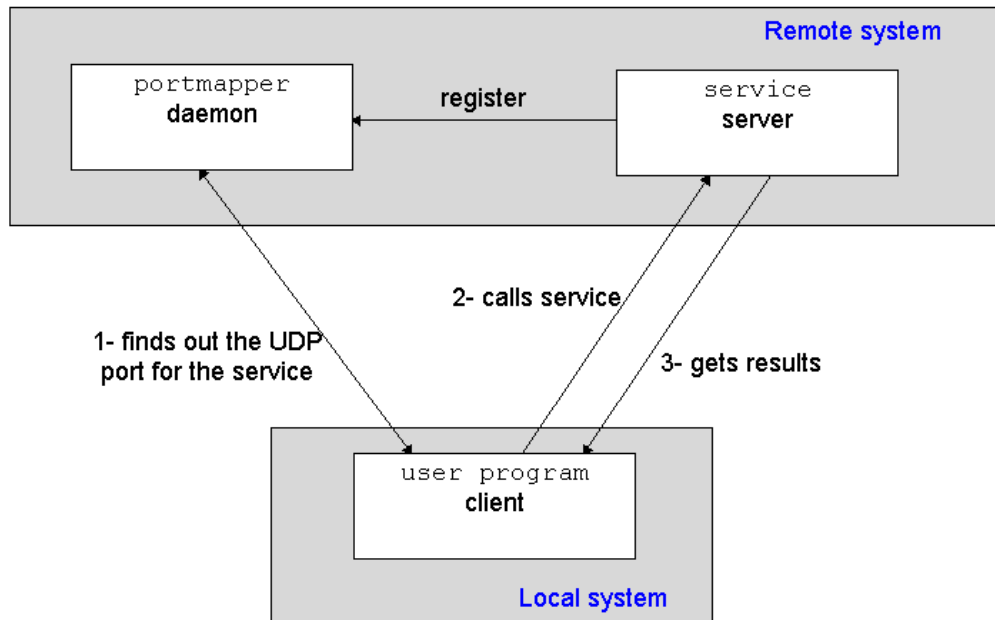 Remote system
portmapper
daemon
register
service
server
2- calls service
1- finds out the UDP
port for the service
3- gets results
user program
client
Local system